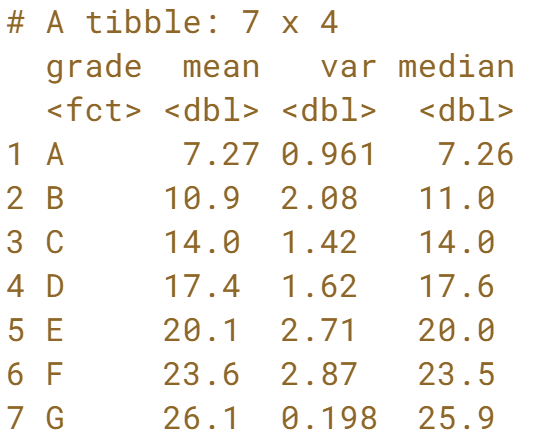 # A tibble: 7 x 4
  grade  mean   var median
  <fct> <dbl> <dbl>  <dbl>
1 A      7.27 0.961   7.26
2 B     10.9  2.08   11.0
3 C     14.0  1.42   14.0
4 D     17.4  1.62   17.6
5 E     20.1  2.71   20.0
6 F     23.6  2.87   23.5
7 G     26.1  0.198  25.9